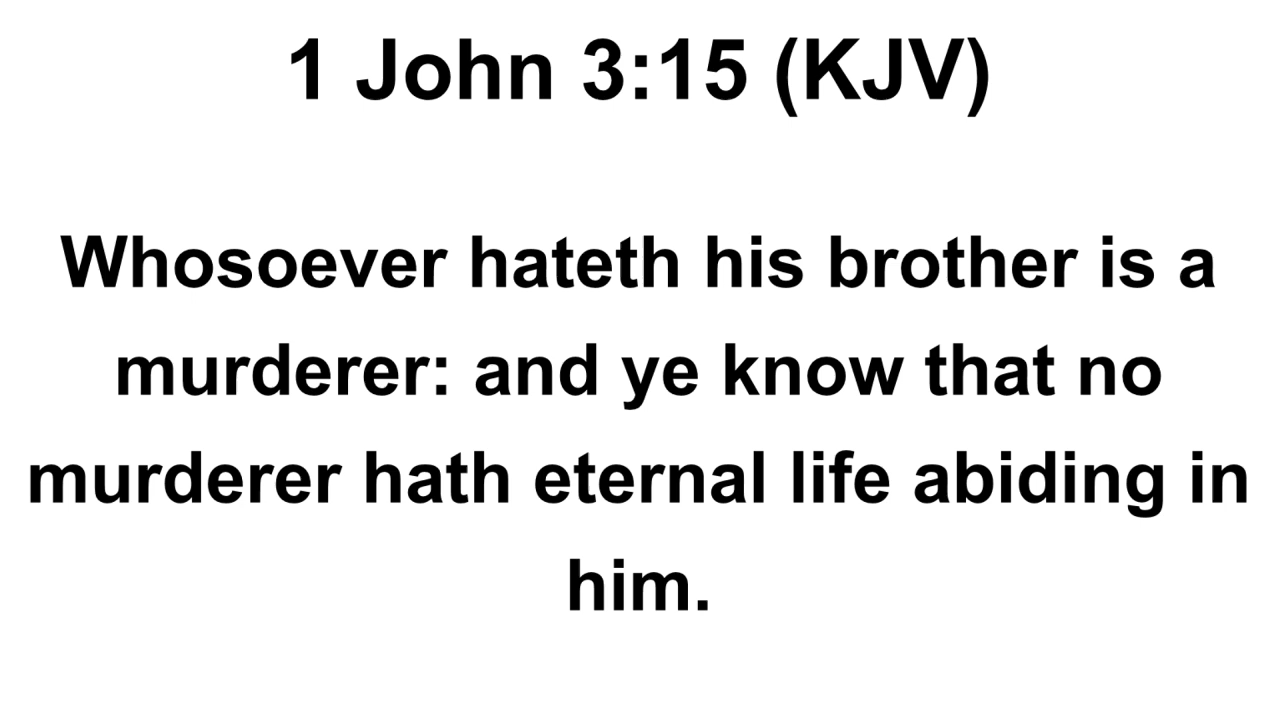 1 John 3:15 (KJV)
Whosoever hateth his brother is a
murderer: and ye know that no
murderer hath eternal life abiding in
him.